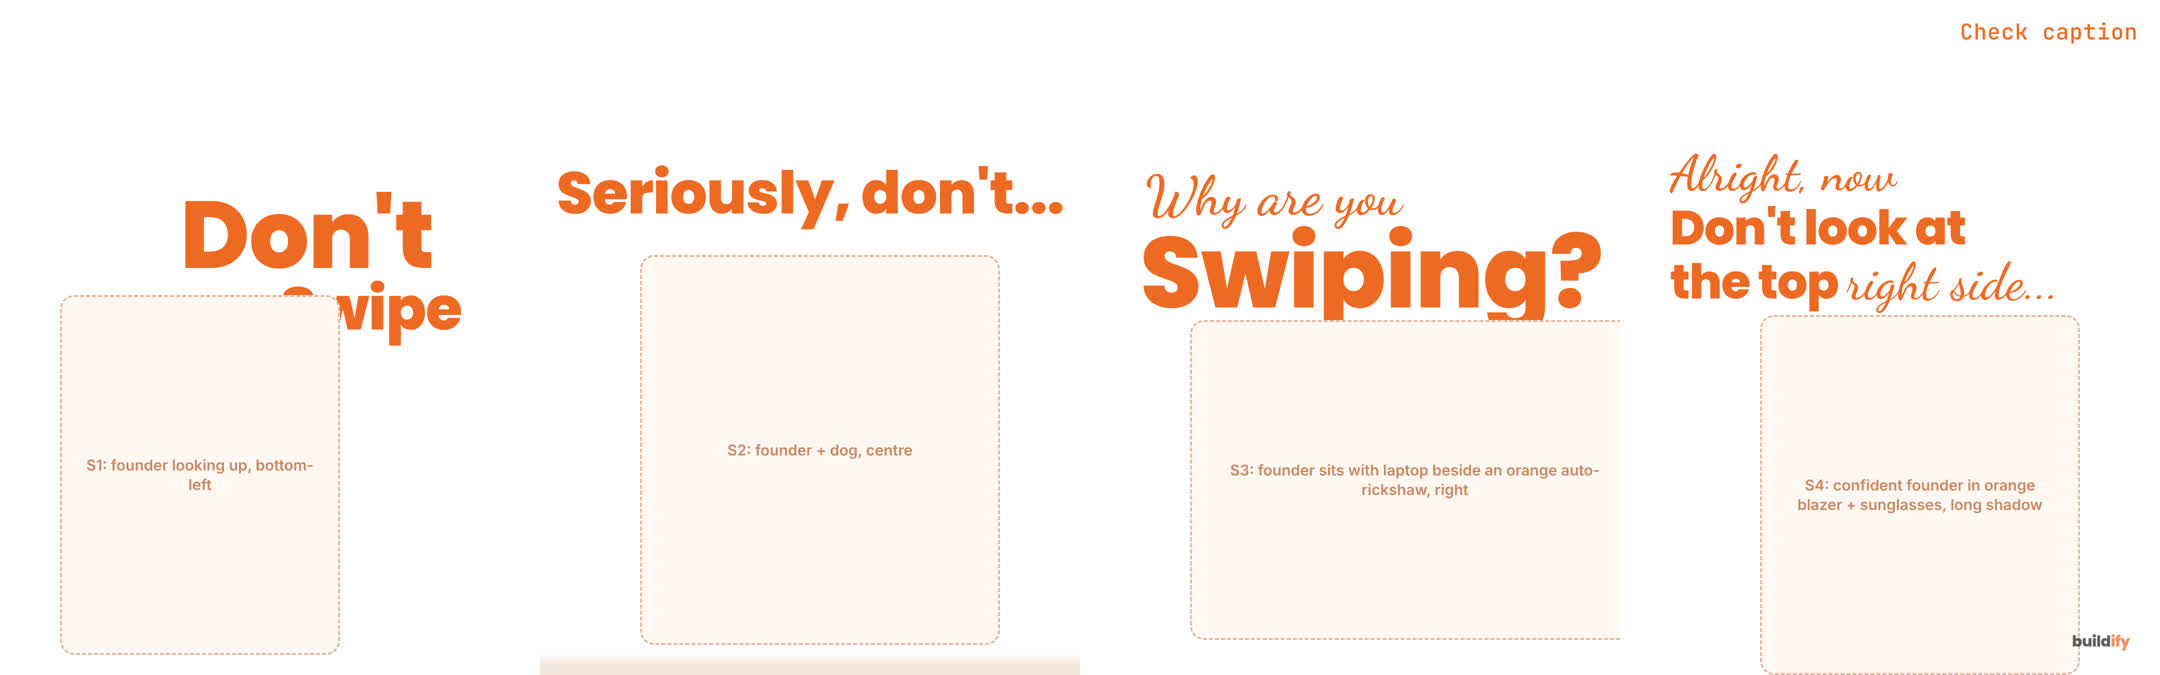 Check caption
Don't
Swipe
S1: founder looking up, bottom-
left
Seriously, don't...
S2: founder + dog, centre
Why are you
Swiping?
S3: founder sits with laptop beside an orange auto-
rickshaw, right
Alright, now
Don't look at
the top right side...
S4: confident founder in orange
blazer + sunglasses, long shadow
buildify